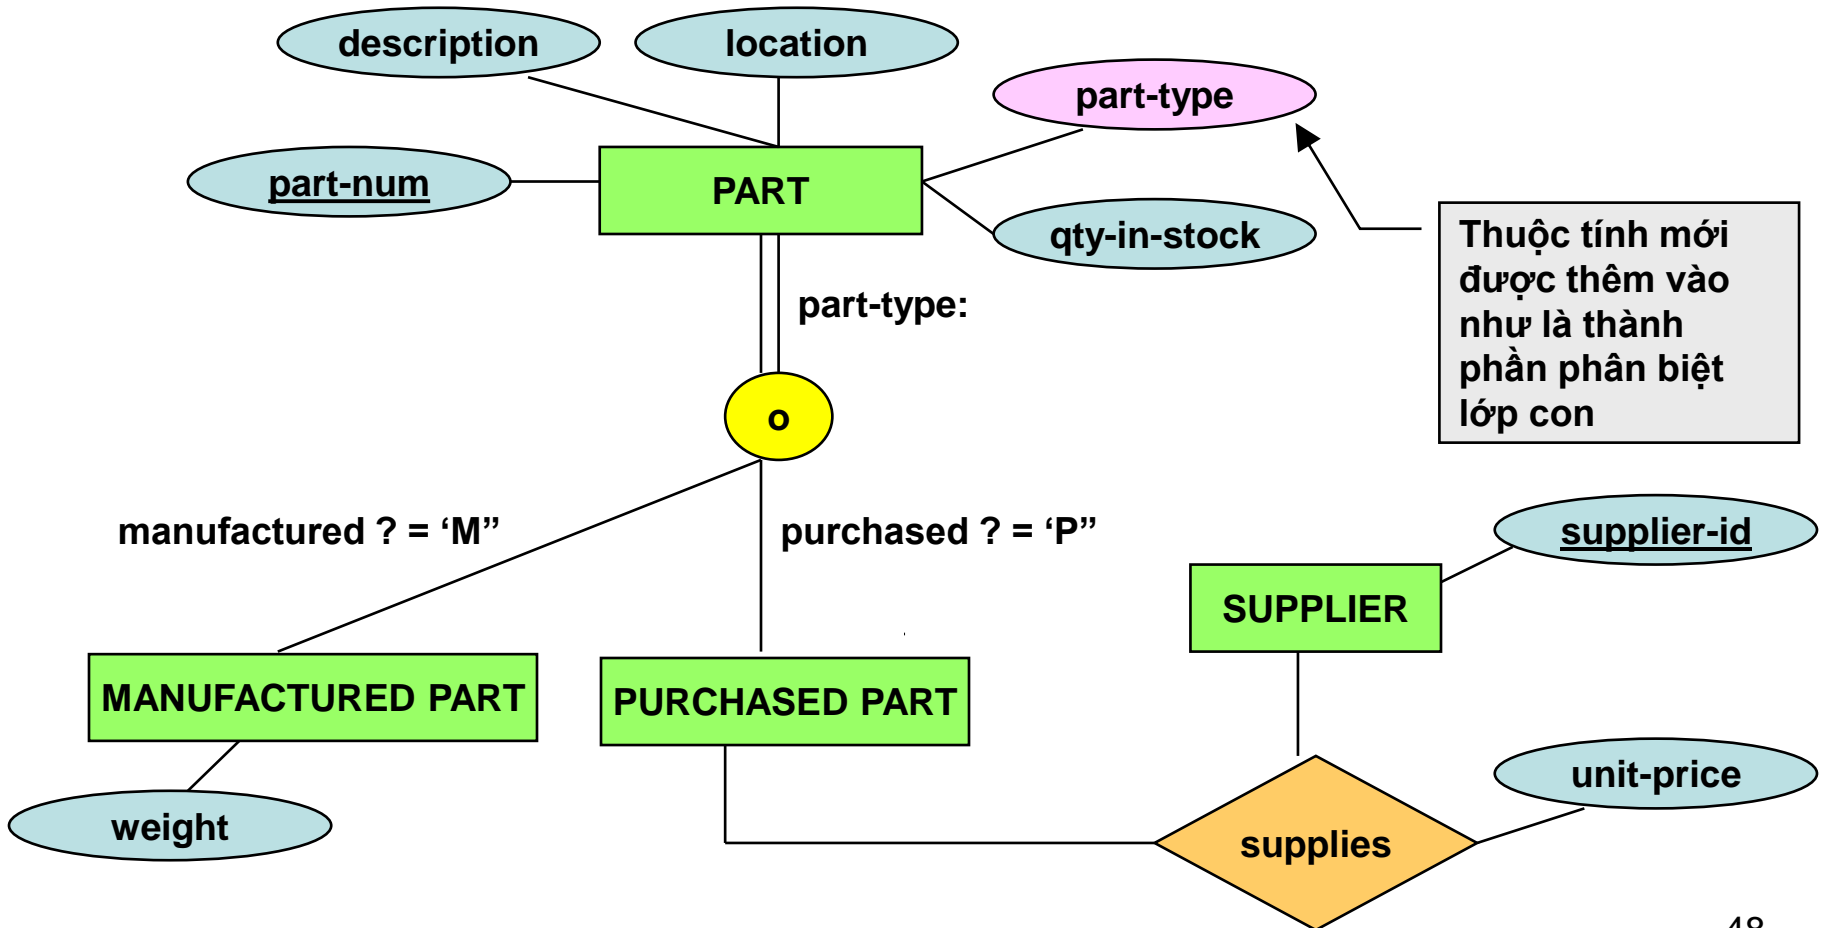 description
location
part-type
part-num
PART
qty-in-stock
Thuộc tính mới
được thêm vào
như là thành
phần phân biệt
lớp con
part-type:
o
manufactured ? = ‘M”
purchased ? = ‘P”
supplier-id
SUPPLIER
MANUFACTURED PART
PURCHASED PART
unit-price
weight
supplies
48